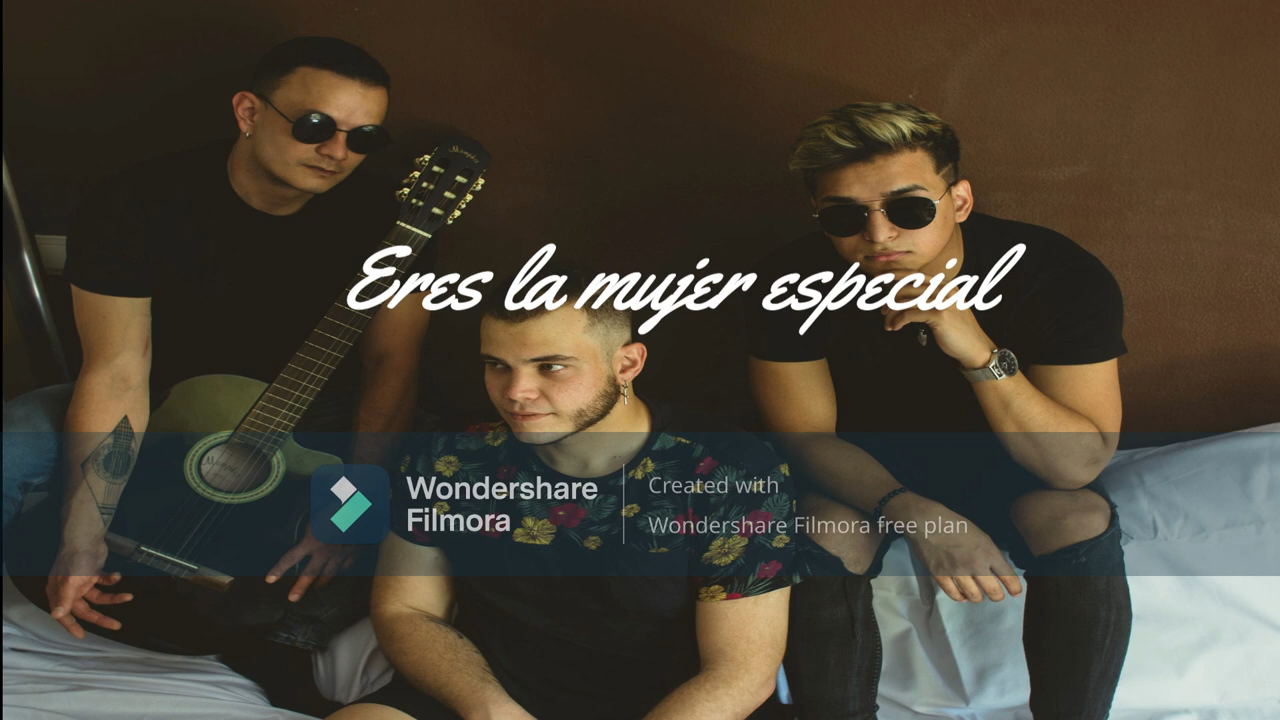 Eres la mujer especial
Wondershare
Filmora
Created with
Wondershare Filmora free plan